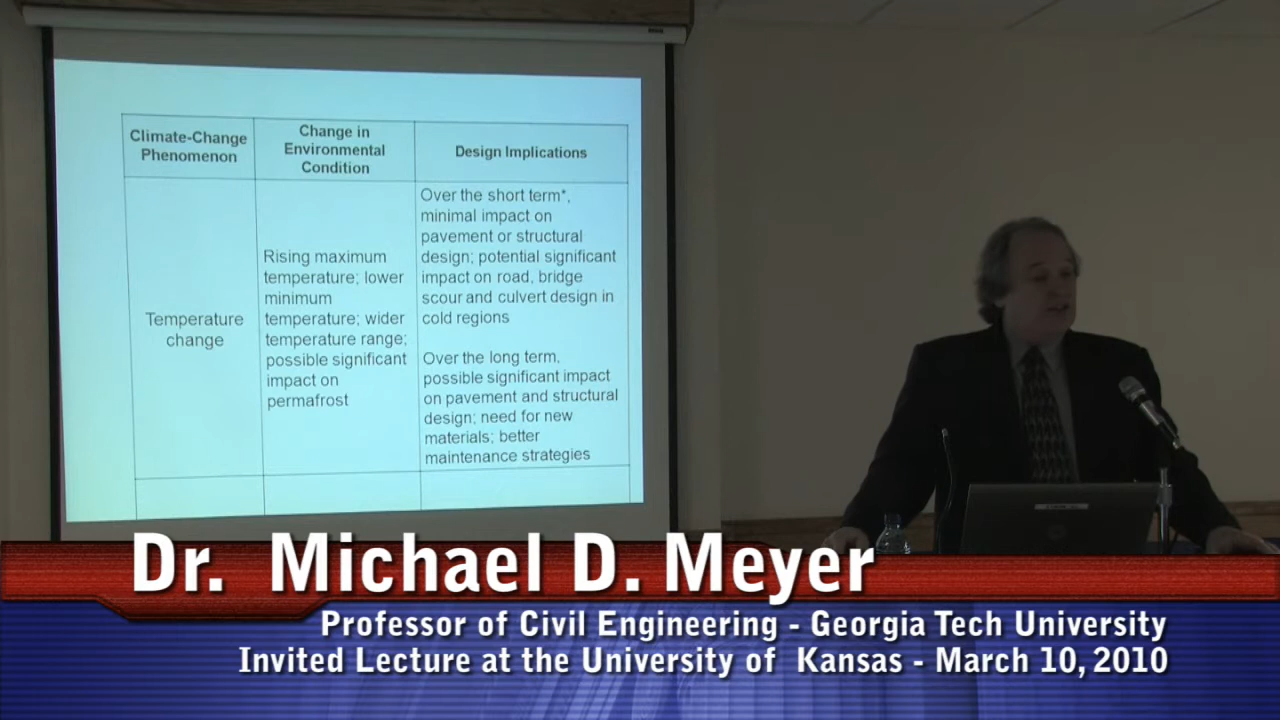 Climate-Change
Phenomenon
Change in
Environmental
Condition
Design Implications
Temperature
change
Rising maximum
temperature; lower
minimum
temperature; wider
temperature range;
possible significant
impact on
permafrost
Over the short term*,
minimal impact on
pavement or structural
design; potential significant
impact on road, bridge
scour and culvert design in
cold regions
Over the long term,
possible significant impact
on pavement and structural
design; need for new
materials; better
maintenance strategies
Dr. Michael D. Meyer
Professor of Civil Engineering - Georgia Tech University
Invited Lecture at the University of Kansas - March 10, 2010